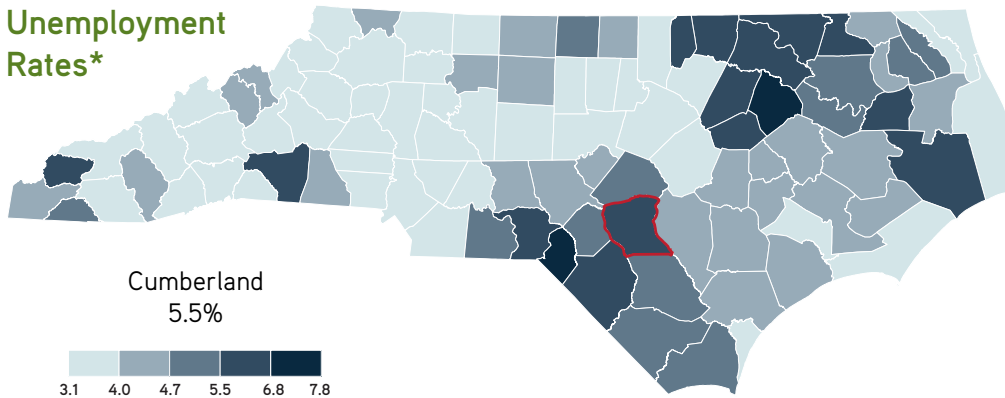 Unemployment
Rates*
Cumberland
5.5%
3.1 4.0 4.7 5.5 6.8 7.8